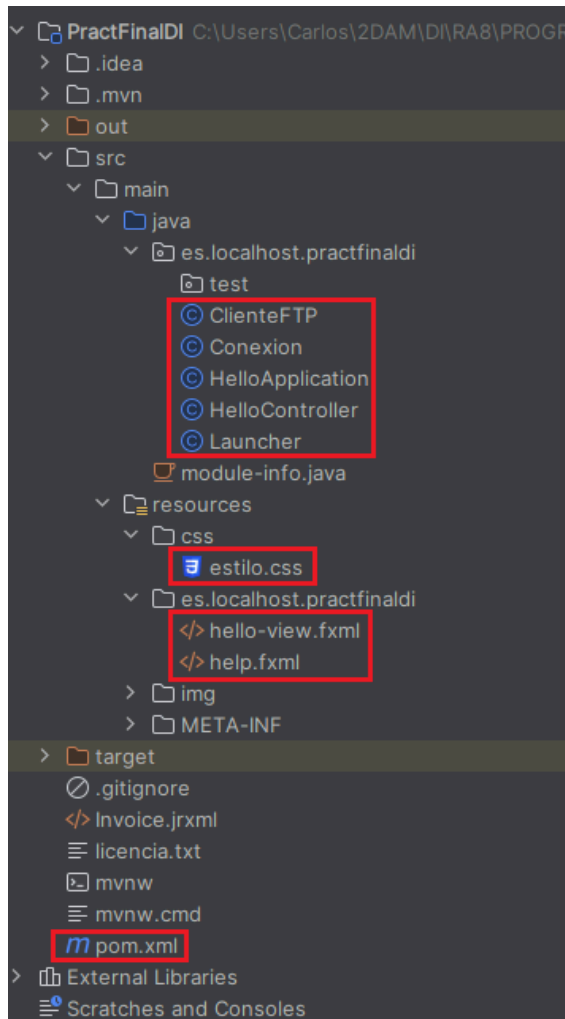 PractFinalDI C:\Users\Carlos\2DAM\DI\RA8\PROGR
.idea
.mvn
out
src
main
java
es.localhost.practfinaldi
test
ClienteFTP
Conexion
HelloApplication
HelloController
Launcher
module-info.java
resources
css
estilo.css
es.localhost.practfinaldi
hello-view.fxml
help.fxml
img
META-INF
target
.gitignore
Invoice.jrxml
licencia.txt
mvnw
mvnw.cmd
pom.xml
External Libraries
Scratches and Consoles